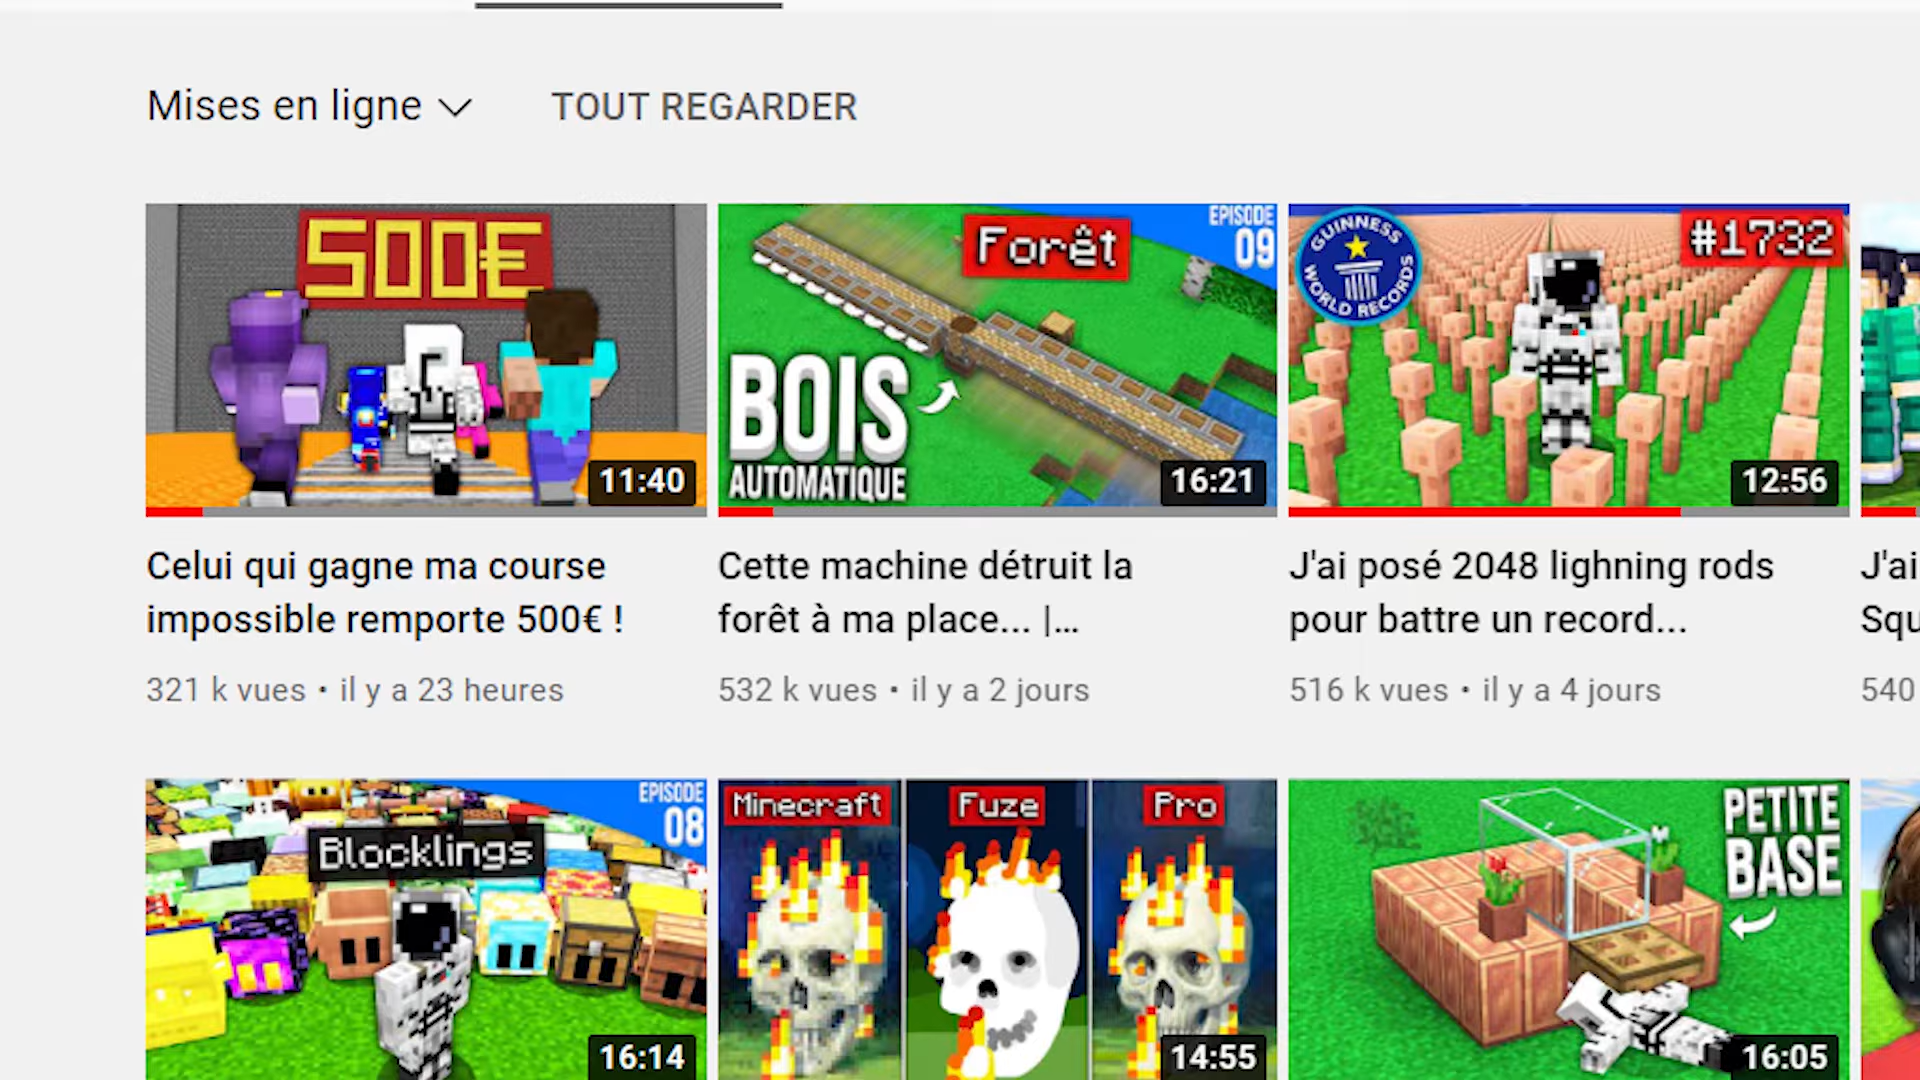 Mises en ligne
TOUT REGARDER
500€
11:40
Forêt
EPISODE
09
BOIS
AUTOMATIQUE
16:21
GUINNESS
WORLD RECORDS
#1732
12:56
Celui qui gagne ma course
impossible remporte 500€ !
321 k vues • il y a 23 heures
Cette machine détruit la
forêt à ma place... |...
532 k vues • il y a 2 jours
J'ai posé 2048 lighning rods
pour battre un record...
516 k vues • il y a 4 jours
J'ai
Squ
540
EPISODE
08
Blocklings
16:14
Minecraft
Fuze
Pro
14:55
PETITE
BASE
16:05